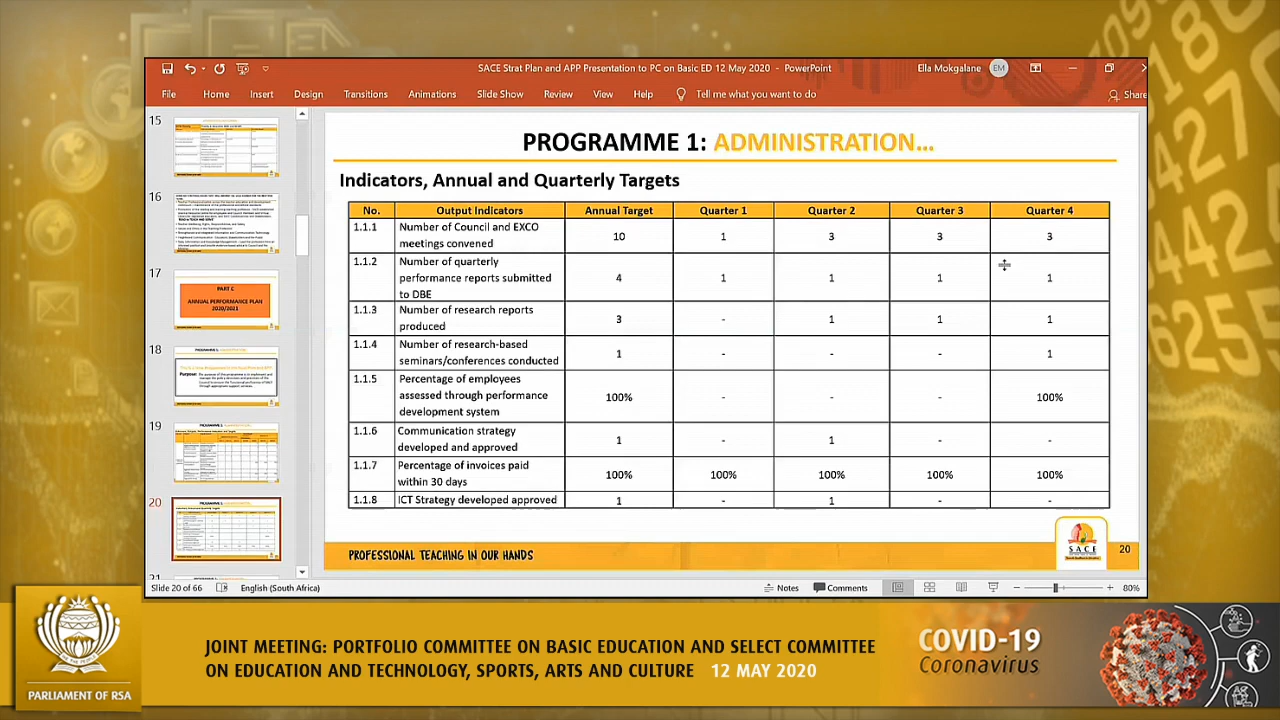 SACE Strat Plan and APP Presentation to PC on Basic ED 12 May 2020 - PowerPoint
Ella Mokgalane EM
File Home Insert Design Transitions Animations Slide Show Review View Help Tell me what you want to do Share
15
16
17
PART C
ANNUAL PERFORMANCE PLAN
2020/2021
18
19
20
21
PROGRAMME 1: ADMINISTRATION...
Indicators, Annual and Quarterly Targets
No. Output Indicators Annual Target Quarter 1 Quarter 2 Quarter 3 Quarter 4
1.1.1 Number of Council and EXCO
meetings convened 10 1 3 3 3
1.1.2 Number of quarterly
performance reports submitted 4 1 1 1 1
to DBE
1.1.3 Number of research reports
produced 3 - 1 1 1
1.1.4 Number of research-based
seminars/conferences conducted 1 - - - 1
1.1.5 Percentage of employees
assessed through performance 100% - - - 100%
development system
1.1.6 Communication strategy
developed and approved 1 - 1 - -
1.1.7 Percentage of invoices paid
within 30 days 100% 100% 100% 100% 100%
1.1.8 ICT Strategy developed approved 1 - 1 - -
PROFESSIONAL TEACHING IN OUR HANDS
SACE
20
Slide 20 of 66 English (South Africa) Notes Comments 80%
PARLIAMENT OF RSA
JOINT MEETING: PORTFOLIO COMMITTEE ON BASIC EDUCATION AND SELECT COMMITTEE
ON EDUCATION AND TECHNOLOGY, SPORTS, ARTS AND CULTURE 12 MAY 2020
COVID-19
Coronavirus